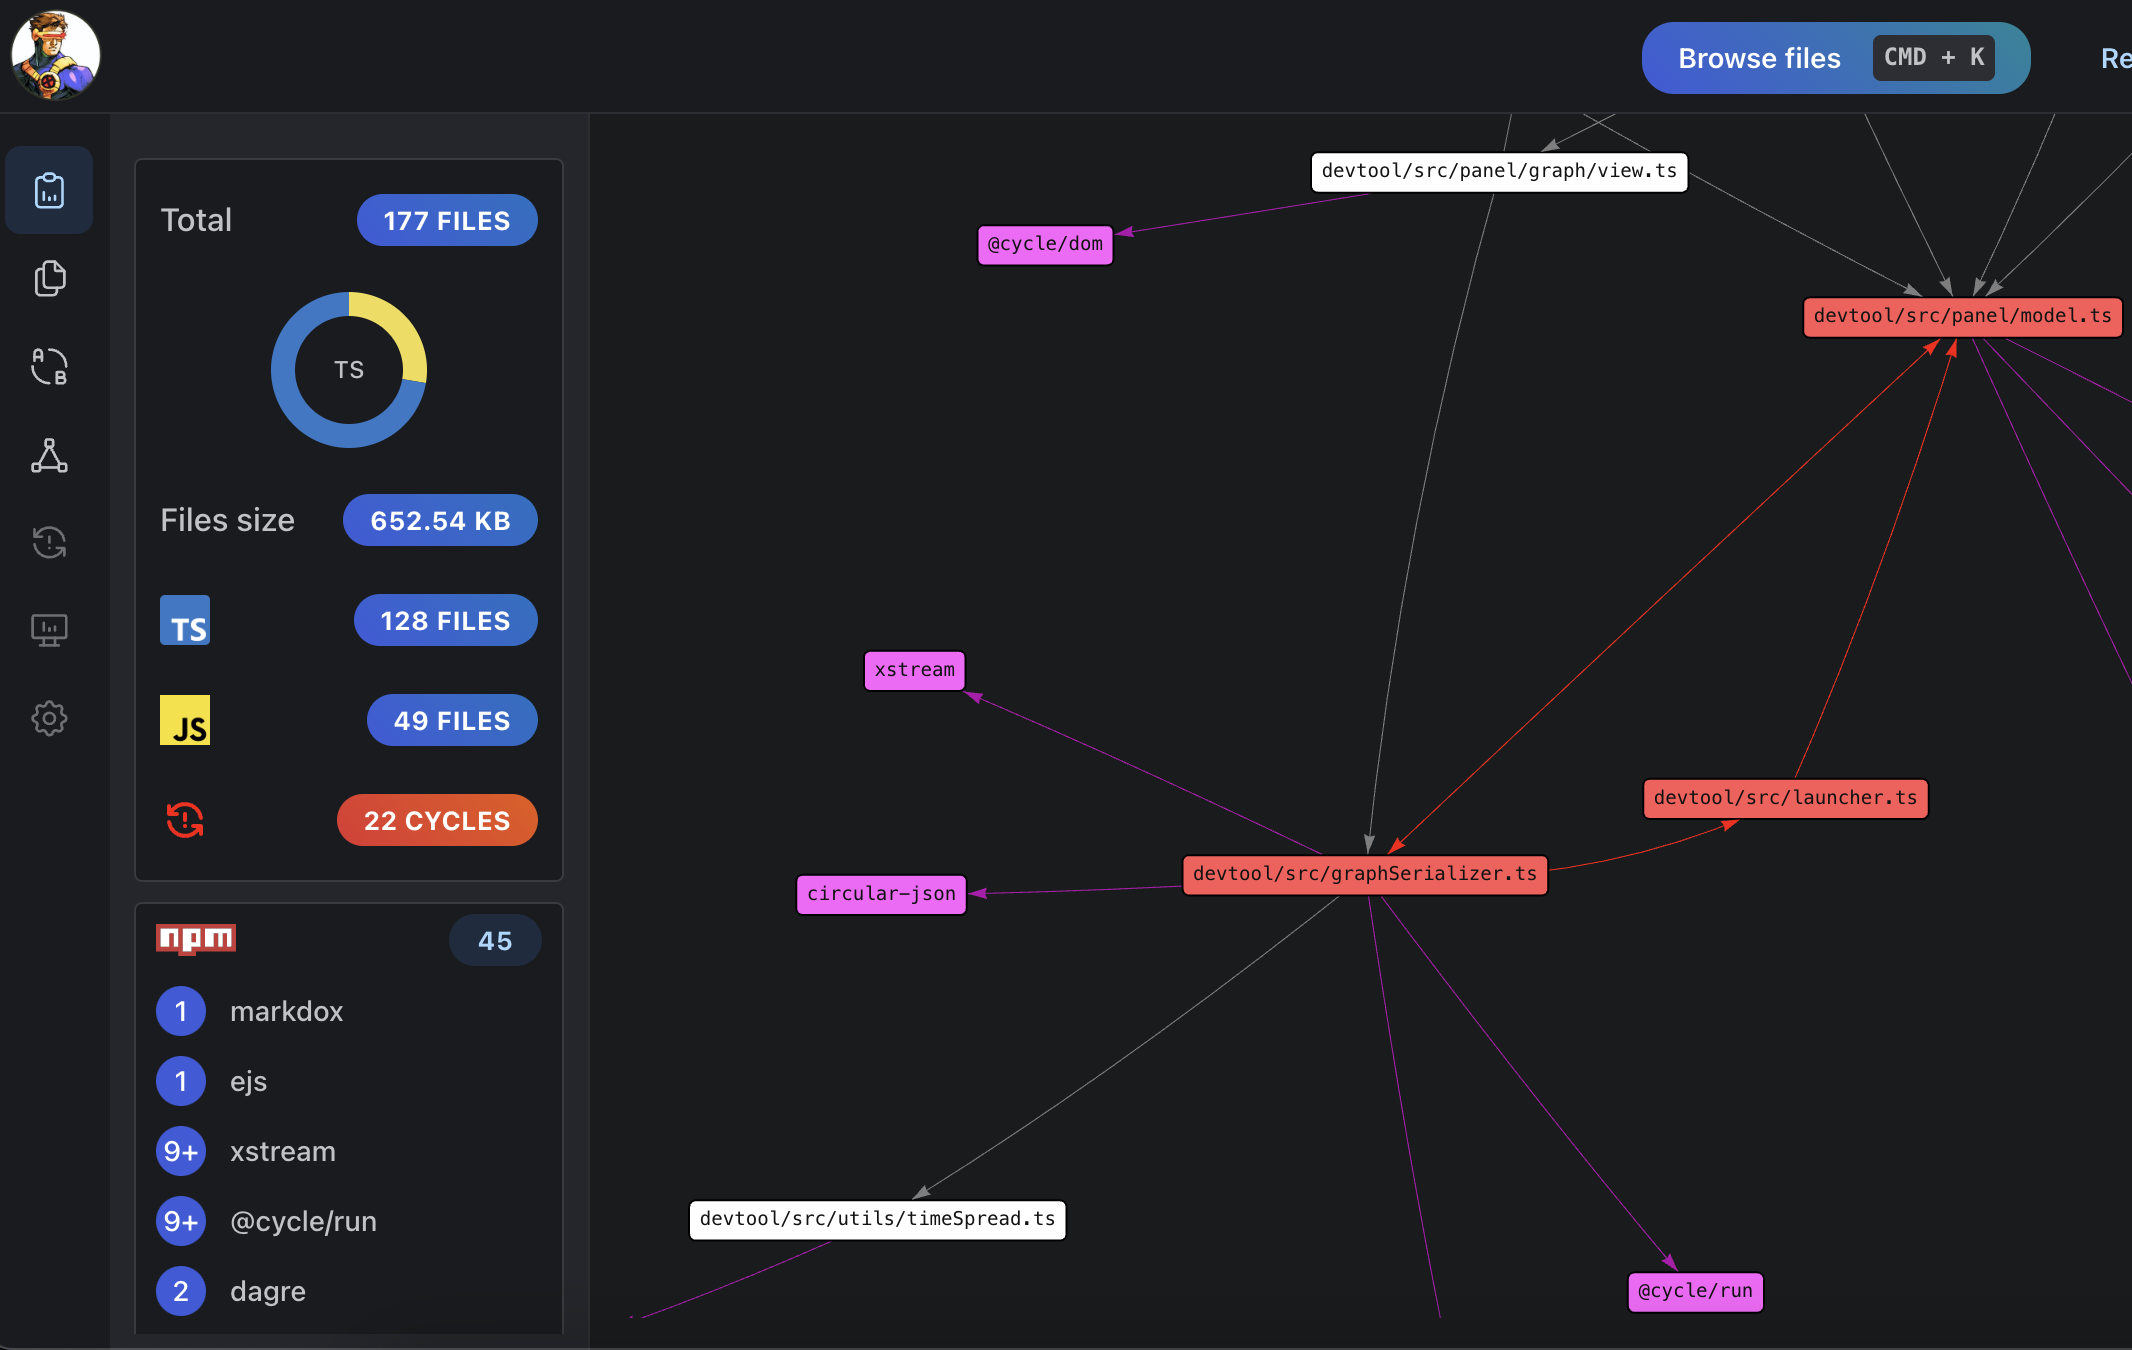 Browse files CMD + K
Re
Total 177 FILES
TS
Files size 652.54 KB
TS 128 FILES
JS 49 FILES
22 CYCLES
npm 45
1 markdox
1 ejs
9+ xstream
9+ @cycle/run
2 dagre
A
B
devtool/src/panel/graph/view.ts
@cycle/dom
devtool/src/panel/model.ts
xstream
devtool/src/launcher.ts
devtool/src/graphSerializer.ts
circular-json
devtool/src/utils/timeSpread.ts
@cycle/run